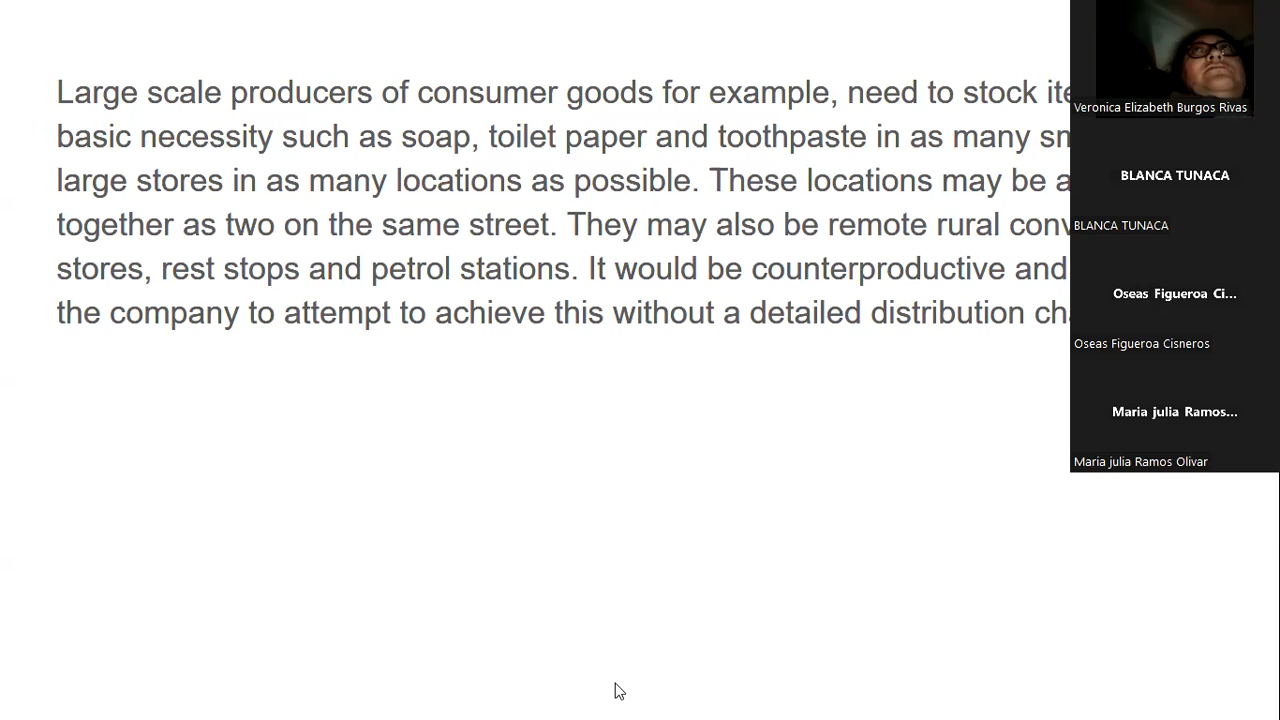 Large scale producers of consumer goods for example, need to stock
basic necessity such as soap, toilet paper and toothpaste in as many
large stores in as many locations as possible. These locations may be
together as two on the same street. They may also be remote rural
stores, rest stops and petrol stations. It would be counterproductive and
the company to attempt to achieve this without a detailed distribution
Veronica Elizabeth Burgos Rivas
BLANCA TUNACA
BLANCA TUNACA
Oseas Figueroa Ci...
Oseas Figueroa Cisneros
Maria julia Ramos...
Maria julia Ramos Olivar